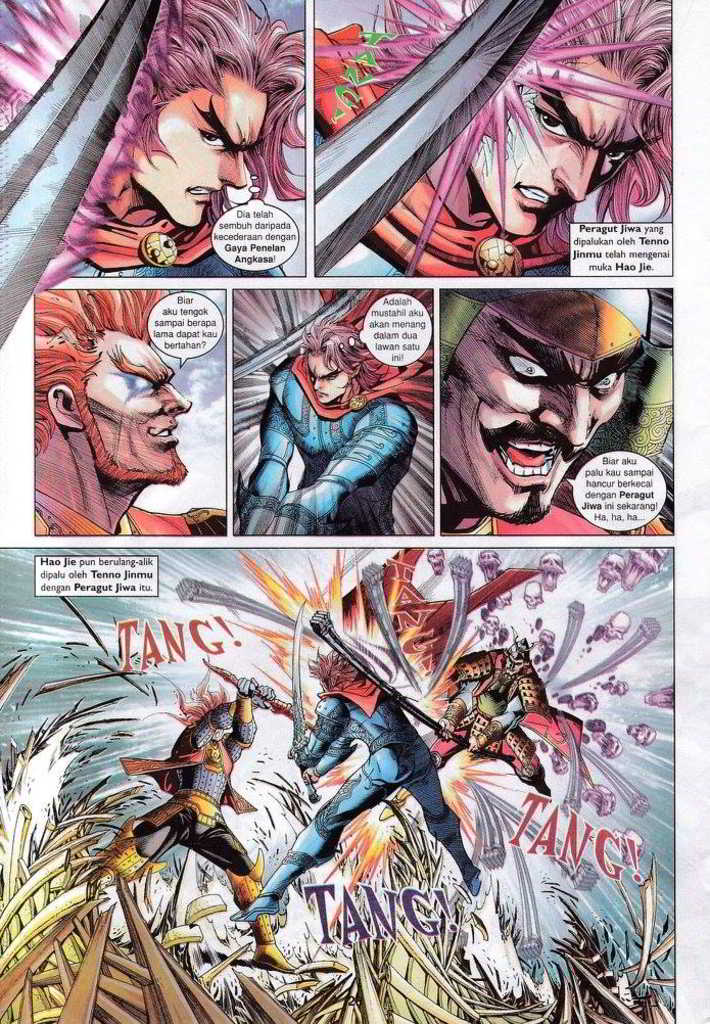 Dia telah
sembuh daripada
kecederaan dengan
Gaya Penelan
Angkasa!
TANG!
Peragut Jiwa yang
dipalukan oleh Tenno
Jinmu telah mengenai
muka Hao Jie.
Biar
aku tengok
sampai berapa
lama dapat kau
bertahan?
Adalah
mustahil aku
akan menang
dalam dua
lawan satu
ini!
Biar aku
palu kau sampai
hancur berkecai
dengan Peragut
Jiwa ini sekarang!
Ha, ha, ha...
Hao Jie pun berulang-alik
dipalu oleh Tenno Jinmu
dengan Peragut Jiwa itu.
TANG!
TANG!
TANG!
TANG!